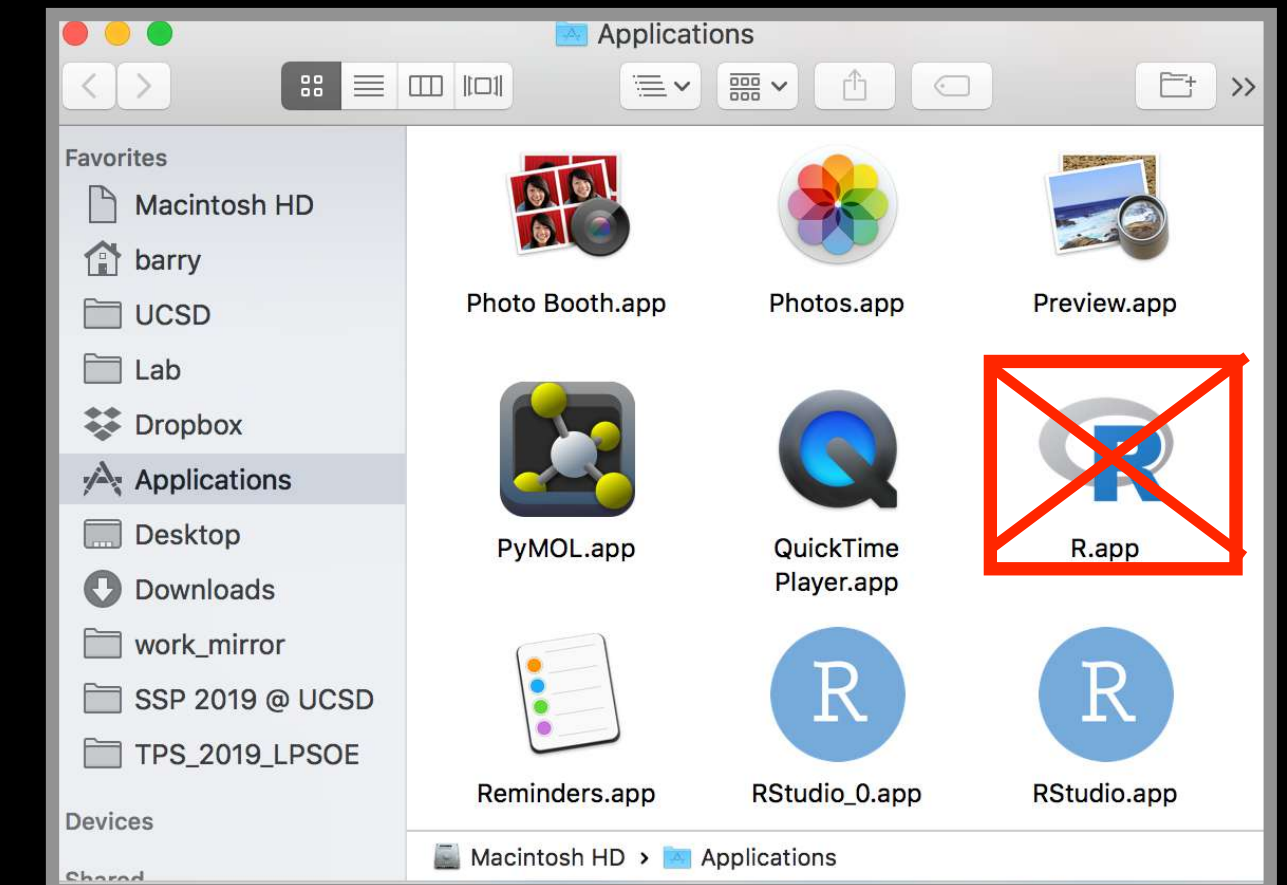 Applications
Favorites
Macintosh HD
barry
UCSD
Lab
Dropbox
Applications
Desktop
Downloads
work_mirror
SSP 2019 @ UCSD
TPS_2019_LPSOE
Devices
Shared
Photo Booth.app
Photos.app
Preview.app
PyMOL.app
QuickTime
Player.app
R
R.app
Reminders.app
R
RStudio_0.app
R
RStudio.app
Macintosh HD › Applications